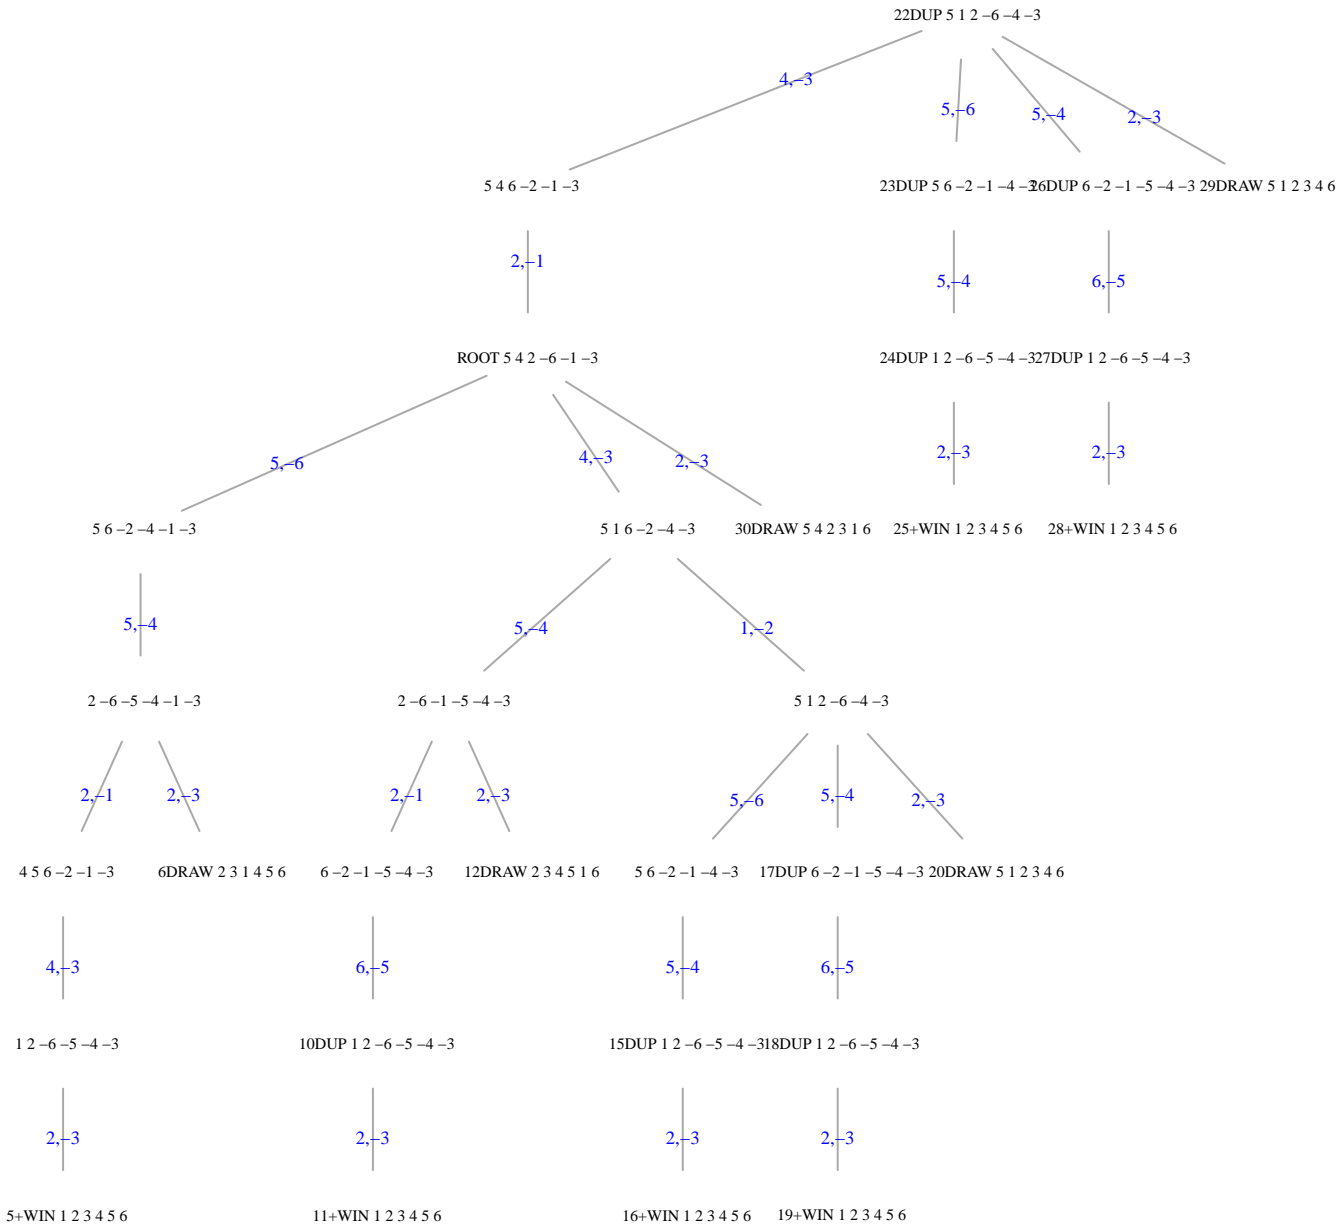 22DUP 5 1 2 –6 –4 –3
4,–3
5,–6
5,–4
2,–3
5 4 6 –2 –1 –3
23DUP 5 6 –2 –1 –4 –3
26DUP 6 –2 –1 –5 –4 –3
29DRAW 5 1 2 3 4 6
2,–1
5,–4
6,–5
ROOT 5 4 2 –6 –1 –3
24DUP 1 2 –6 –5 –4 –3
27DUP 1 2 –6 –5 –4 –3
5,–6
4,–3
2,–3
2,–3
2,–3
5 6 –2 –4 –1 –3
5 1 6 –2 –4 –3
30DRAW 5 4 2 3 1 6
25+WIN 1 2 3 4 5 6
28+WIN 1 2 3 4 5 6
5,–4
5,–4
1,–2
2 –6 –5 –4 –1 –3
2 –6 –1 –5 –4 –3
5 1 2 –6 –4 –3
2,–1
2,–3
2,–1
2,–3
5,–6
5,–4
2,–3
4 5 6 –2 –1 –3
6DRAW 2 3 1 4 5 6
6 –2 –1 –5 –4 –3
12DRAW 2 3 4 5 1 6
5 6 –2 –1 –4 –3
17DUP 6 –2 –1 –5 –4 –3
20DRAW 5 1 2 3 4 6
4,–3
6,–5
5,–4
6,–5
1 2 –6 –5 –4 –3
10DUP 1 2 –6 –5 –4 –3
15DUP 1 2 –6 –5 –4 –3
18DUP 1 2 –6 –5 –4 –3
2,–3
2,–3
2,–3
2,–3
5+WIN 1 2 3 4 5 6
11+WIN 1 2 3 4 5 6
16+WIN 1 2 3 4 5 6
19+WIN 1 2 3 4 5 6